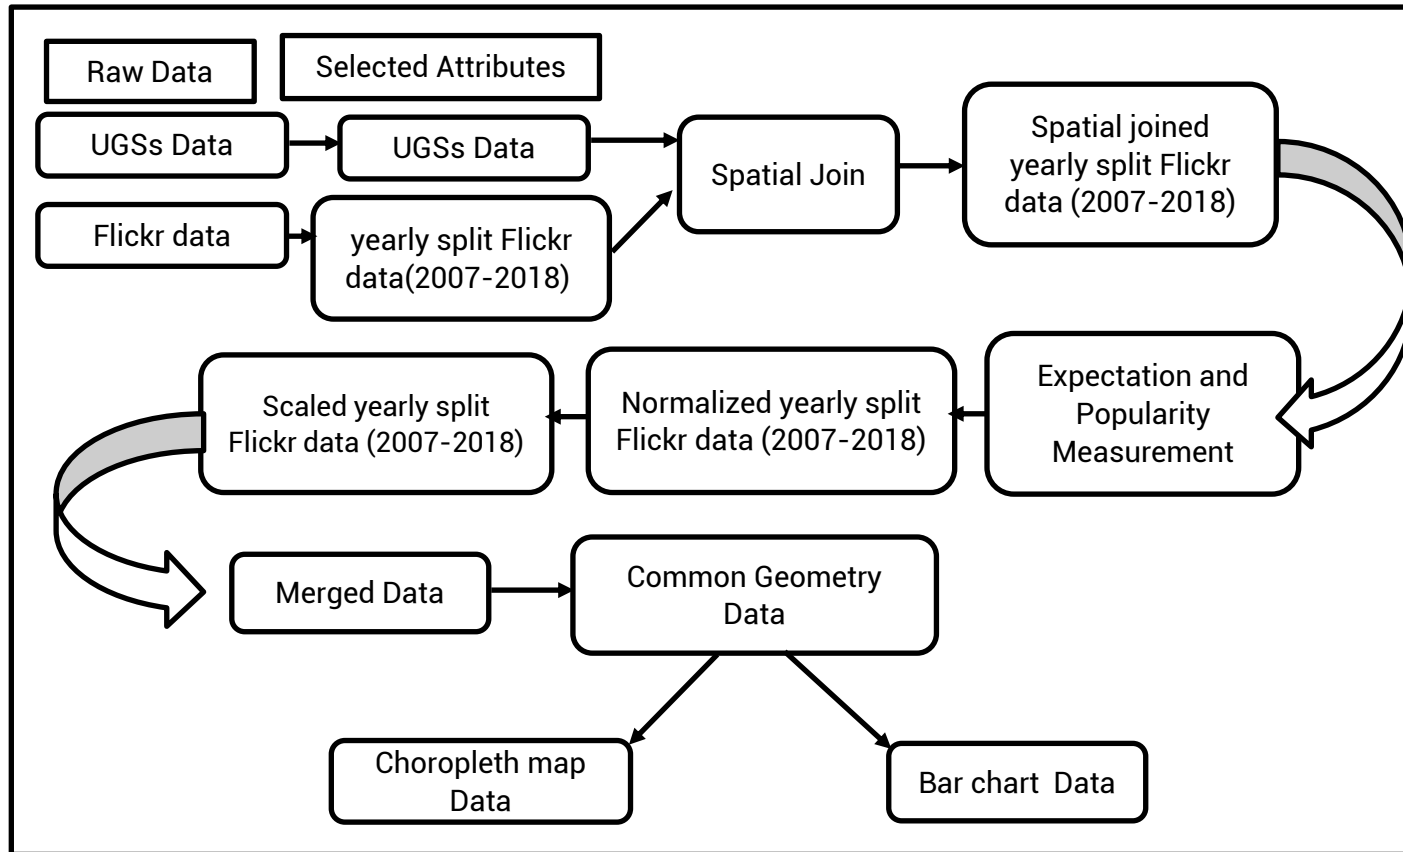 Raw Data
Selected Attributes
UGSs Data
UGSs Data
Flickr data
yearly split Flickr
data(2007-2018)
Spatial Join
Spatial joined
yearly split Flickr
data (2007-2018)
Expectation and
Popularity
Measurement
Normalized yearly split
Flickr data (2007-2018)
Scaled yearly split
Flickr data (2007-2018)
Merged Data
Common Geometry
Data
Choropleth map
Data
Bar chart  Data